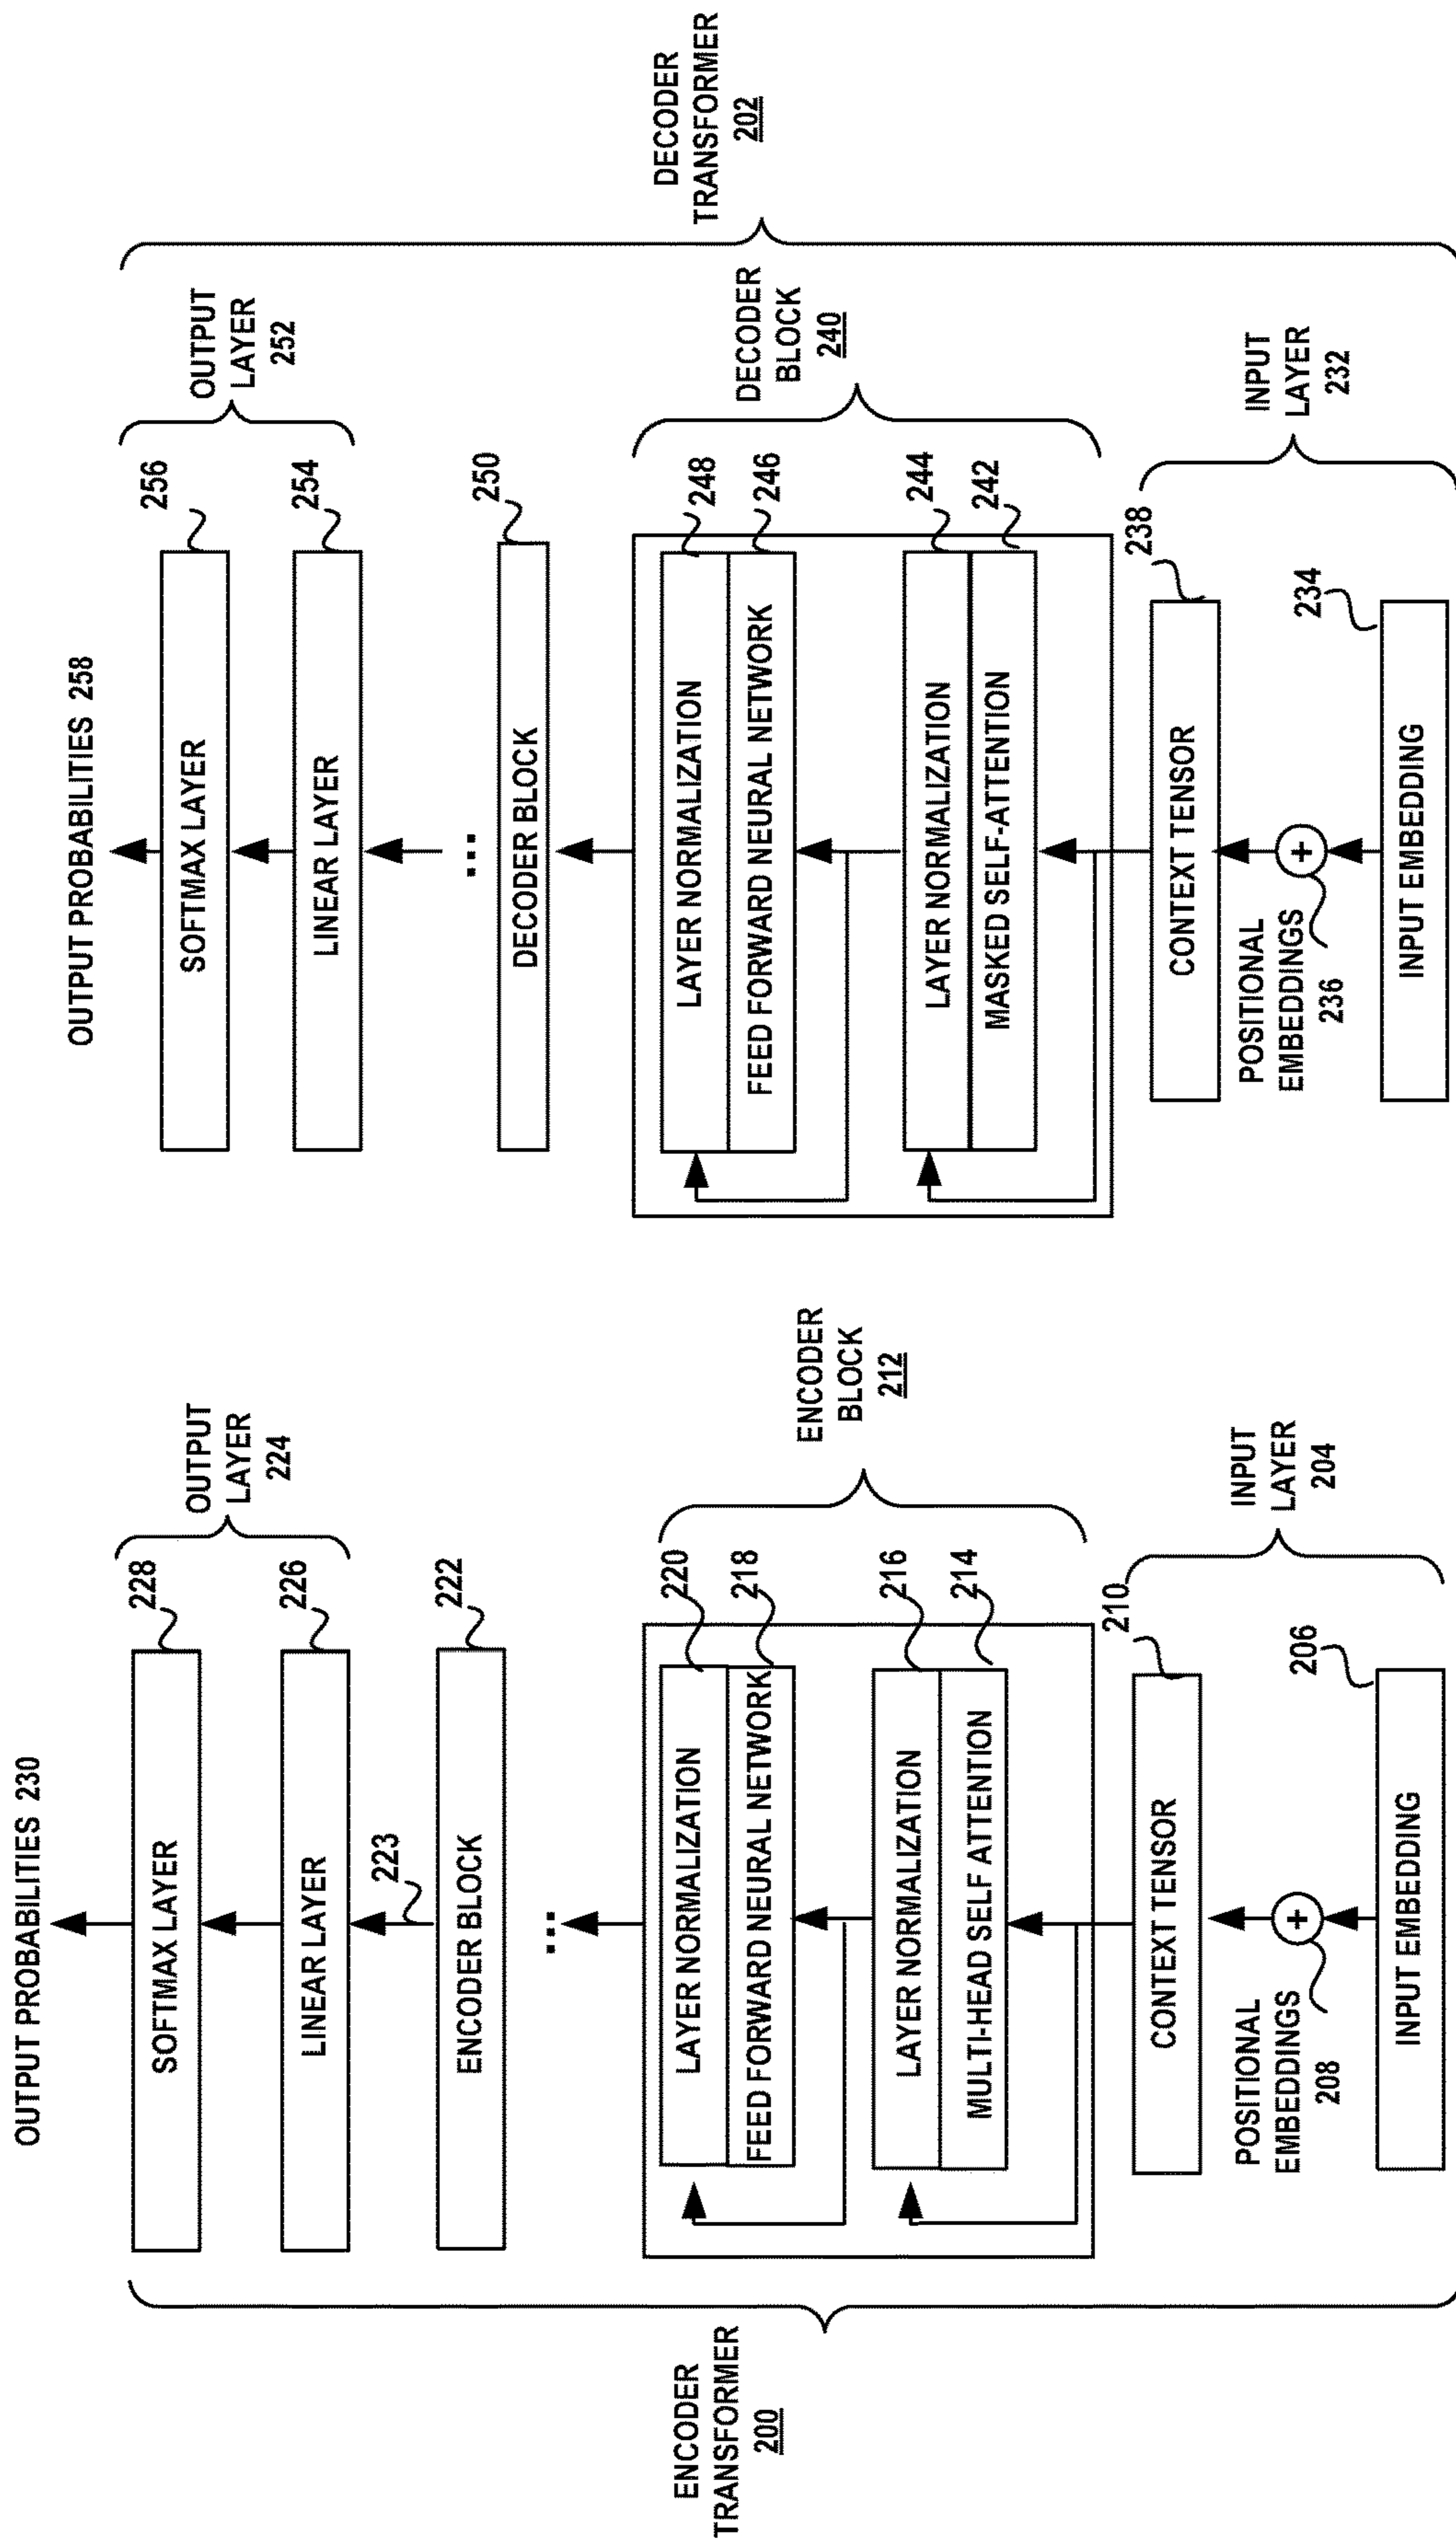 OUTPUT PROBABILITIES 230
SOFTMAX LAYER
228
OUTPUT
LAYER
224
LINEAR LAYER
226
223
ENCODER BLOCK
222
...
ENCODER
TRANSFORMER
200
LAYER NORMALIZATION
220
FEED FORWARD NEURAL NETWORK
218
ENCODER
BLOCK
212
LAYER NORMALIZATION
216
MULTI-HEAD SELF ATTENTION
214
CONTEXT TENSOR
210
POSITIONAL
EMBEDDINGS
208
+
INPUT LAYER
204
INPUT EMBEDDING
206
OUTPUT PROBABILITIES 258
SOFTMAX LAYER
256
OUTPUT
LAYER
252
LINEAR LAYER
254
...
DECODER BLOCK
250
DECODER
TRANSFORMER
202
LAYER NORMALIZATION
248
FEED FORWARD NEURAL NETWORK
246
DECODER
BLOCK
240
LAYER NORMALIZATION
244
MASKED SELF-ATTENTION
242
CONTEXT TENSOR
238
POSITIONAL
EMBEDDINGS
236
+
INPUT
LAYER
232
INPUT EMBEDDING
234